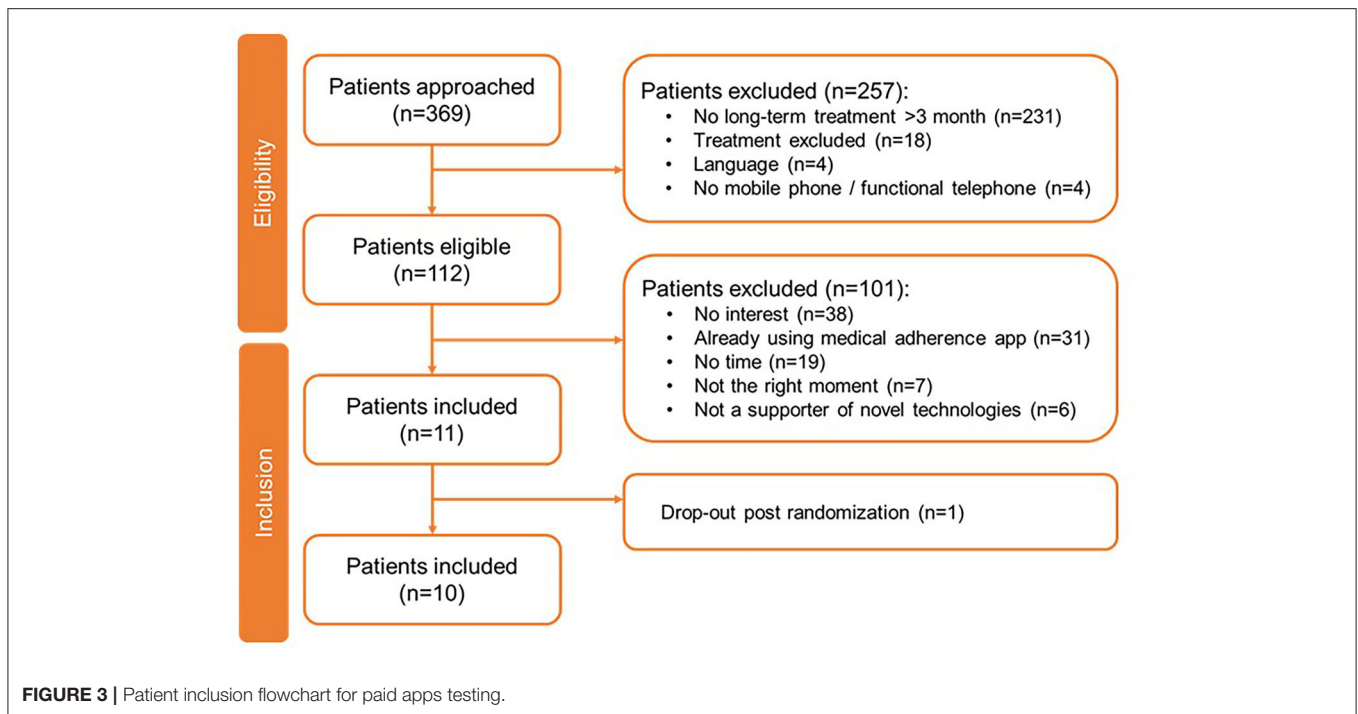 Eligibility
Patients approached
(n=369)
Patients excluded (n=257):
• No long-term treatment >3 month (n=231)
• Treatment excluded (n=18)
• Language (n=4)
• No mobile phone / functional telephone (n=4)
Patients eligible
(n=112)
Patients excluded (n=101):
• No interest (n=38)
• Already using medical adherence app (n=31)
• No time (n=19)
• Not the right moment (n=7)
• Not a supporter of novel technologies (n=6)
Inclusion
Patients included
(n=11)
Drop-out post randomization (n=1)
Patients included
(n=10)
FIGURE 3 | Patient inclusion flowchart for paid apps testing.